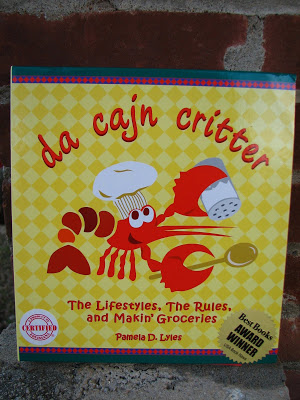 da cajn critter
The Lifestyles, The Rules,
and Makin' Groceries
Pamela D. Lyles
CERTIFIED
Best Books
AWARD
WINNER